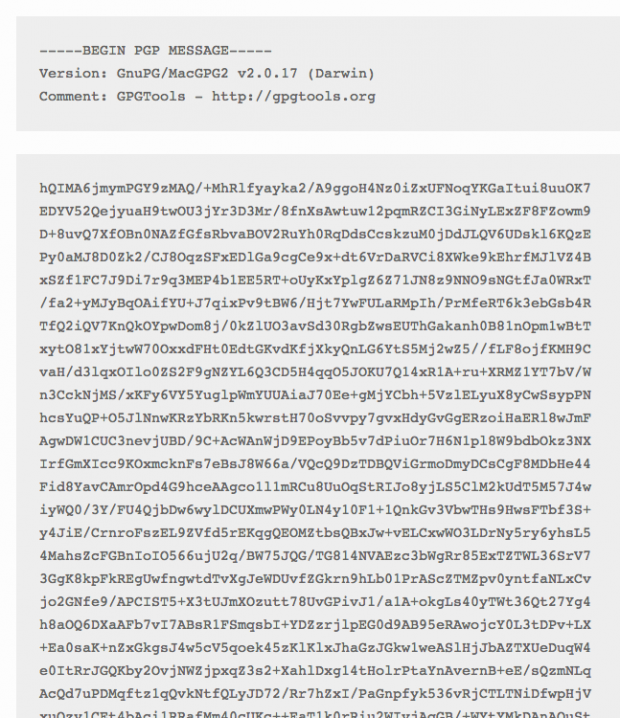 -----BEGIN PGP MESSAGE-----
Version: GnuPG/MacGPG2 v2.0.17 (Darwin)
Comment: GPGTools - http://gpgtools.org
hQIMA6jmymPGY9zMAQ/+MhRlfyayka2/A9ggoH4Nz0iZxUFNoqYKGaItui8uuOK7
EDYV52QejyuaH9twOU3jYr3D3Mr/8fnXsAwtuw12pqmRZCI3GiNyLExZF8FZowm9
D+8uvQ7XfOBn0NAZfGfsRbvaBOV2RuYh0RqDdsCcskzuM0jDdJLQV6UDskl6KQzE
Py0aMJ8D0Zk2/CJ8OqzSFxEDlGa9cgCe9x+dt6VrDaRVCi8XWke9kEhrfMJlVZ4B
xSZf1FC7J9Di7r9q3MEP4b1EE5RT+oUyKxYplgZ6Z71JN8z9NNO9sNGtfJa0WRxT
/fa2+yMJyBqOAifYU+J7qixPv9tBW6/Hjt7YwFULaRMpIh/PrMfeRT6k3ebGsb4R
TfQ2iQV7KnQkOYpwDom8j/0kZlUO3avSd30RgbZwsEUThGakanh0B81nOpm1wBtT
xytO81xYjtwW70OxxdFHt0EdtGKvdKfjXkyQnLG6YtS5Mj2wZ5//fLF8ojfKMH9C
vaH/d3lqxOIlo0ZS2F9gNZYL6Q3CD5H4qqO5JOKU7Q14xR1A+ru+XRMZ1YT7bV/W
n3CckNjMS/xKFy6VY5YuglpWmYUUAiaJ70Ee+gMjYCbh+5VzlELyuX8yCwSsypPN
hcsYuQP+O5JlNnwKRzYbRKn5kwrstH70oSvvpy7gvxHdyGvGgERzoiHaERl8wJmF
AgwDW1CUC3nevjUBD/9C+AcWAnWjD9EPoyBb5v7dPiuOr7H6N1pl8W9bdbOkz3NX
IrfGmXIcc9KOxmcknFs7eBsJ8W66a/VQcQ9DzTDBQViGrmoDmyDCsCgF8MDbHe44
Fid8YavCAmrOpd4G9hceAAgcol11mRCu8UuOqStRIJo8yjLS5ClM2kUdT5M57J4w
iyWQ0/3Y/FU4QjbDw6wylDCUXmwPWy0LN4y10F1+1QnkGv3VbwTHs9HwsFTbf3S+
y4JiE/CrnroFszEL9ZVfd5rEKqgQEOMZtbsQBxJw+vELCxwWO3LDrNy5ry6yhsL5
4MahsZcFGBnIoIO566ujU2q/BW75JQG/TG814NVAEzc3bWgRr85ExTZTWL36SrV7
3GgK8kpFkREgUwfngwtdTvXgJeWDUvfZGkrn9hLb01PrAScZTMZpv0yntfaNLxCv
jo2GNfe9/APCIST5+X3tUJmXOzutt78UvGPivJ1/a1A+okgLs40yTWt36Qt27Yg4
h8aOQ6DXaAFb7vI7ABsR1FSmqsbI+YDZzrjlpEG0d9AB95eRAwojcY0L3tDPv+LX
+Ea0saK+nZxGkgsJ4w5cV5qoek45zKlKlxJhaGzJGkw1weASlHjJbAZTXUeDuqW4
e0ItRrJGQKby2OvjNWZjpxqZ3s2+XahlDxgl4tHolrPtaYnAvernB+eE/sQzmNLq
AcQd7uPDMqftzlqQvkNtfQLyJD72/Rr7hZxI/PaGnpfyk536vRjCTLTNiDfwpHjV